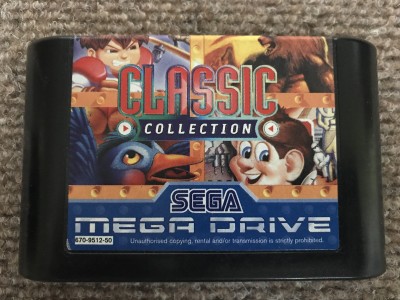 CLASSIC
COLLECTION
SEGA
MEGA DRIVE
670-9512-50
Unauthorised copying, rental and/or transmission is strictly prohibited.